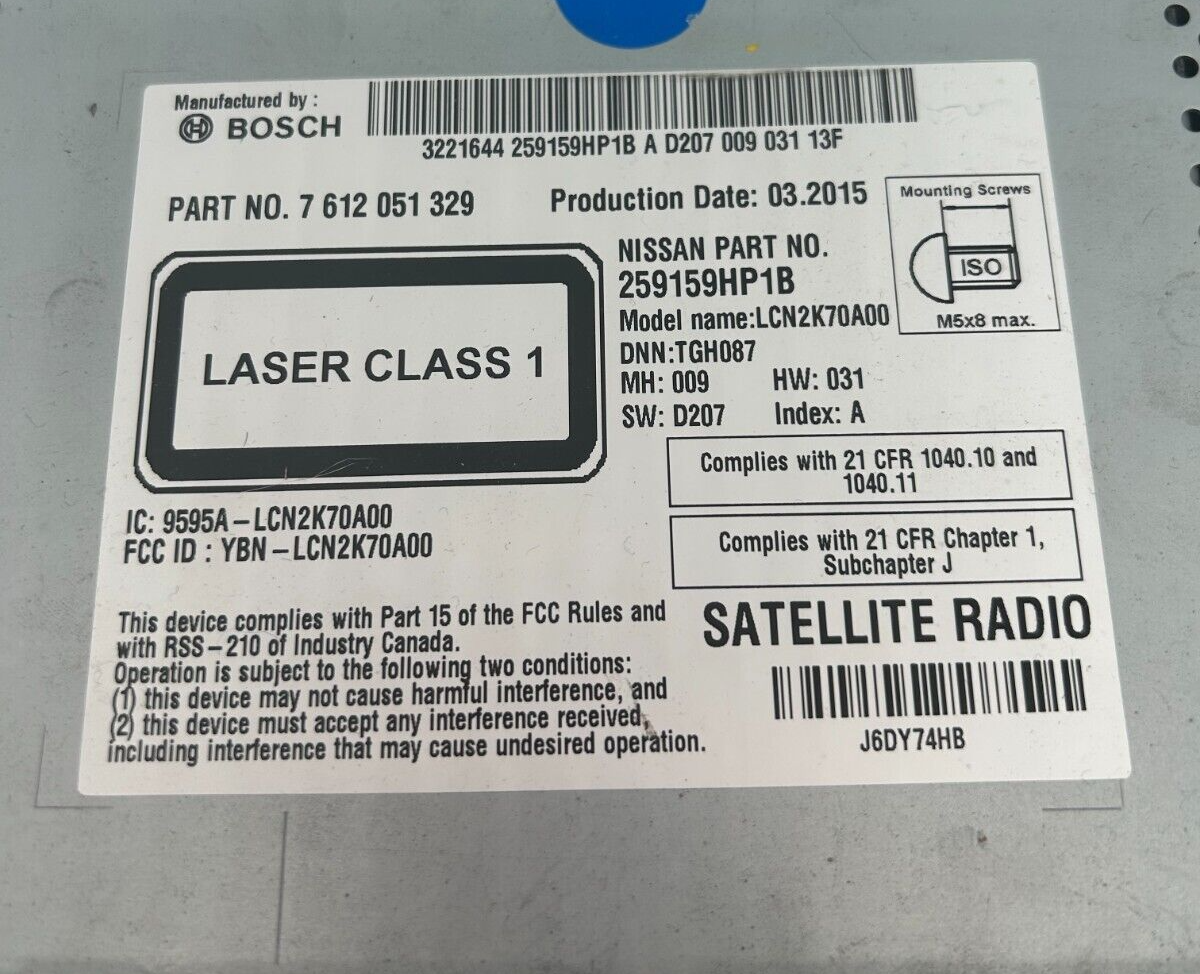 Manufactured by :
BOSCH
3221644 259159HP1B A D207 009 031 13F
PART NO. 7 612 051 329
Production Date: 03.2015
Mounting Screws
ISO
M5x8 max.
NISSAN PART NO.
259159HP1B
Model name:LCN2K70A00
DNN:TGH087
MH: 009 HW: 031
SW: D207 Index: A
LASER CLASS 1
Complies with 21 CFR 1040.10 and
1040.11
Complies with 21 CFR Chapter 1,
Subchapter J
IC: 9595A-LCN2K70A00
FCC ID : YBN-LCN2K70A00
This device complies with Part 15 of the FCC Rules and
with RSS-210 of Industry Canada.
Operation is subject to the following two conditions:
(1) this device may not cause harmful interference, and
(2) this device must accept any interference received,
including interference that may cause undesired operation.
SATELLITE RADIO
J6DY74HB